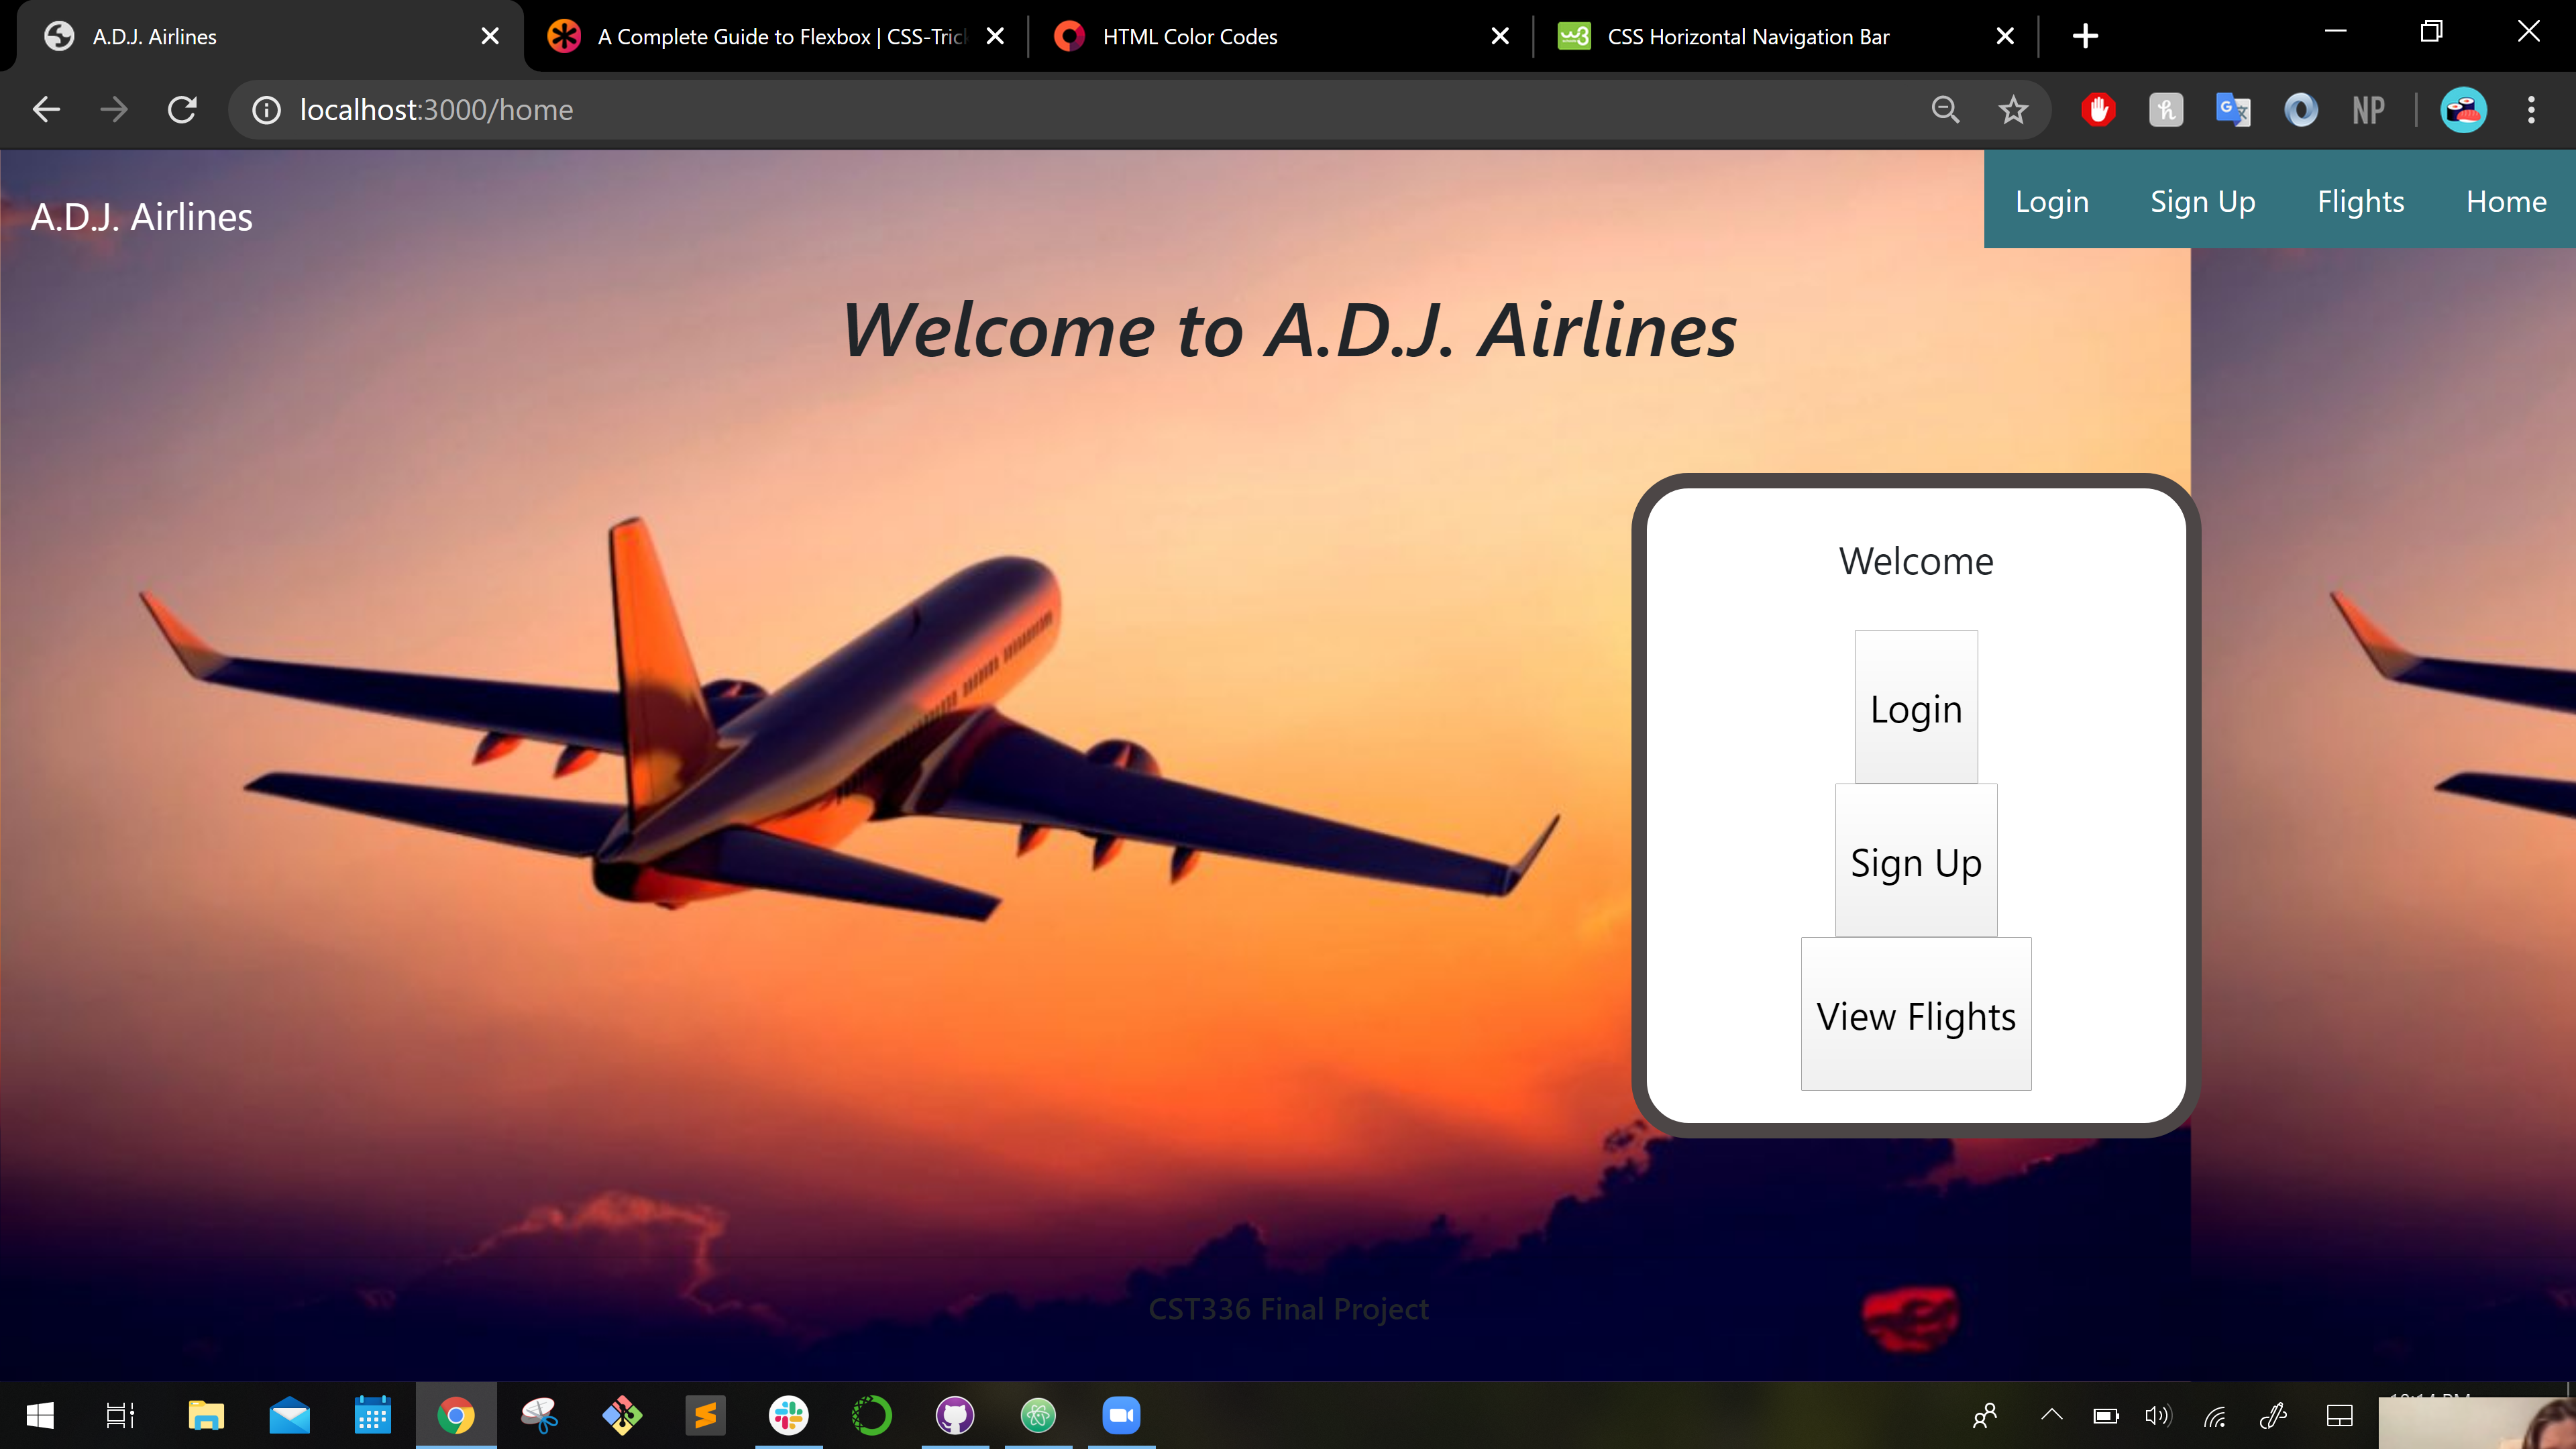 A.D.J. Airlines
A Complete Guide to Flexbox | CSS-Tric
HTML Color Codes
CSS Horizontal Navigation Bar
localhost:3000/home
NP
A.D.J. Airlines
Login
Sign Up
Flights
Home
Welcome to A.D.J. Airlines
Welcome
Login
Sign Up
View Flights
CST336 Final Project